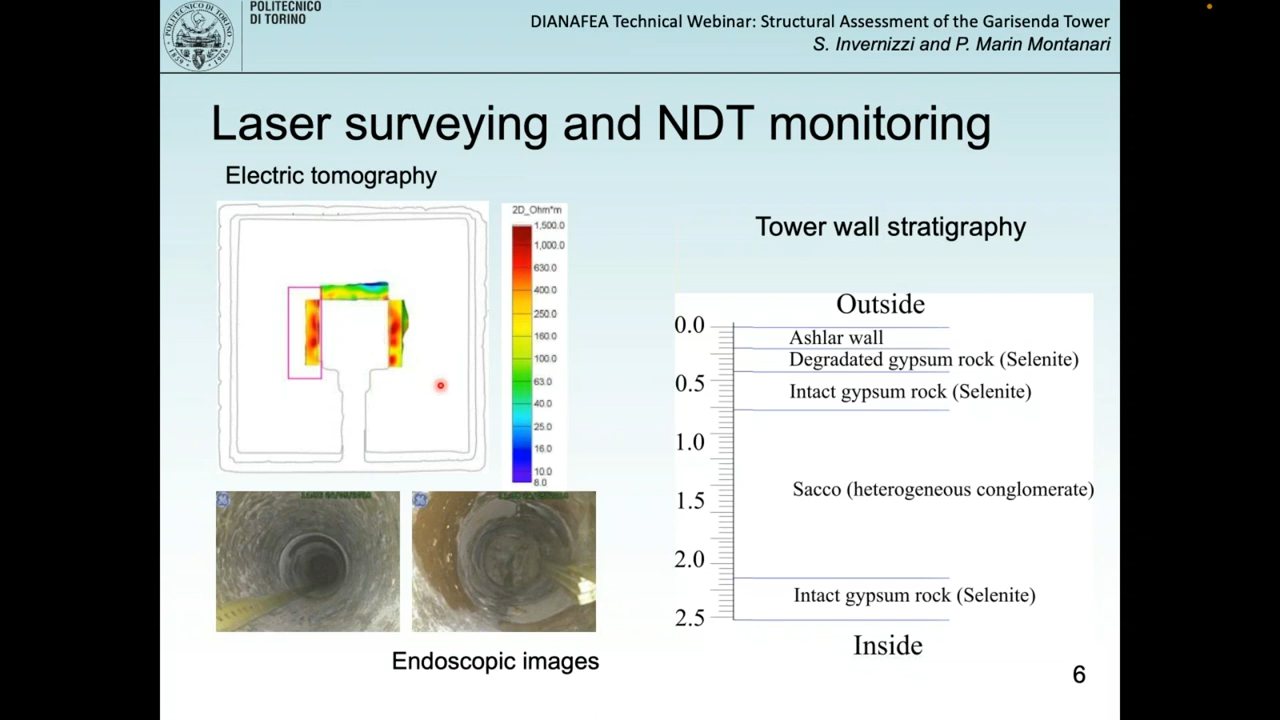 POLITECNICO
DI TORINO
DIANAFEA Technical Webinar: Structural Assessment of the Garisenda Tower
S. Invernizzi and P. Marin Montanari
Laser surveying and NDT monitoring
Electric tomography
2D_Ohm*m
1,500.0
1,000.0
630.0
400.0
250.0
160.0
100.0
63.0
40.0
25.0
16.0
10.0
8.0
Endoscopic images
Tower wall stratigraphy
Outside
0.0
Ashlar wall
Degradated gypsum rock (Selenite)
0.5
Intact gypsum rock (Selenite)
1.0
Sacco (heterogeneous conglomerate)
1.5
2.0
Intact gypsum rock (Selenite)
2.5
Inside
6